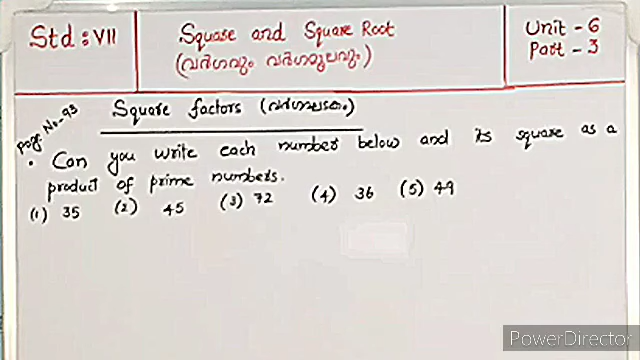 Std : VII
Square and Square Root
(വർഗവും വർഗമൂലവും)
Unit - 6
Part - 3
Page No - 93
Square factors (വർഗഘടകം)
• Can you write each number below and its square as a
product of prime numbers.
(1) 35 (2) 45 (3) 72 (4) 36 (5) 49
PowerDirector